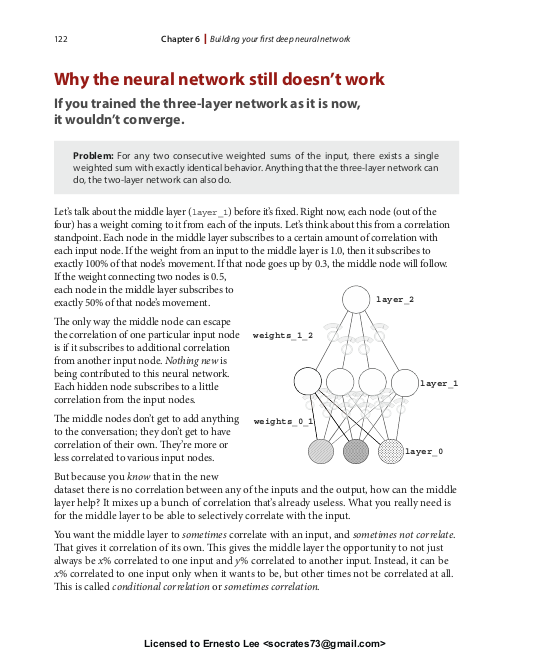 122
Chapter 6 | Building your first deep neural network
Why the neural network still doesn't work
If you trained the three-layer network as it is now,
it wouldn't converge.
Problem: For any two consecutive weighted sums of the input, there exists a single
weighted sum with exactly identical behavior. Anything that the three-layer network can
do, the two-layer network can also do.
Let's talk about the middle layer (layer_1) before it's fixed. Right now, each node (out of the
four) has a weight coming to it from each of the inputs. Let's think about this from a correlation
standpoint. Each node in the middle layer subscribes to a certain amount of correlation with
each input node. If the weight from an input to the middle layer is 1.0, then it subscribes to
exactly 100% of that node's movement. If that node goes up by 0.3, the middle node will follow.
If the weight connecting two nodes is 0.5,
each node in the middle layer subscribes to
exactly 50% of that node's movement.
The only way the middle node can escape
the correlation of one particular input node
is if it subscribes to additional correlation
from another input node. Nothing new is
being contributed to this neural network.
Each hidden node subscribes to a little
correlation from the input nodes.
The middle nodes don't get to add anything
to the conversation; they don't get to have
correlation of their own. They're more or
less correlated to various input nodes.
layer_2
weights_1_2
layer_1
weights_0_1
layer_0
But because you know that in the new
dataset there is no correlation between any of the inputs and the output, how can the middle
layer help? It mixes up a bunch of correlation that's already useless. What you really need is
for the middle layer to be able to selectively correlate with the input.
You want the middle layer to sometimes correlate with an input, and sometimes not correlate.
That gives it correlation of its own. This gives the middle layer the opportunity to not just
always be x% correlated to one input and y% correlated to another input. Instead, it can be
x% correlated to one input only when it wants to be, but other times not be correlated at all.
This is called conditional correlation or sometimes correlation.
Licensed to Ernesto Lee <socrates73@gmail.com>